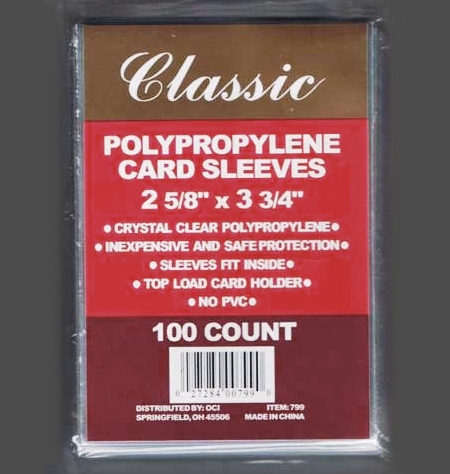 Classic
POLYPROPYLENE
CARD SLEEVES
2 5/8" x 3 3/4"
• CRYSTAL CLEAR POLYPROPYLENE •
• INEXPENSIVE AND SAFE PROTECTION •
• SLEEVES FIT INSIDE •
• TOP LOAD CARD HOLDER •
• NO PVC •
100 COUNT
0 27284 00799 0
DISTRIBUTED BY: OCI ITEM: 799
SPRINGFIELD, OH 45506 MADE IN CHINA